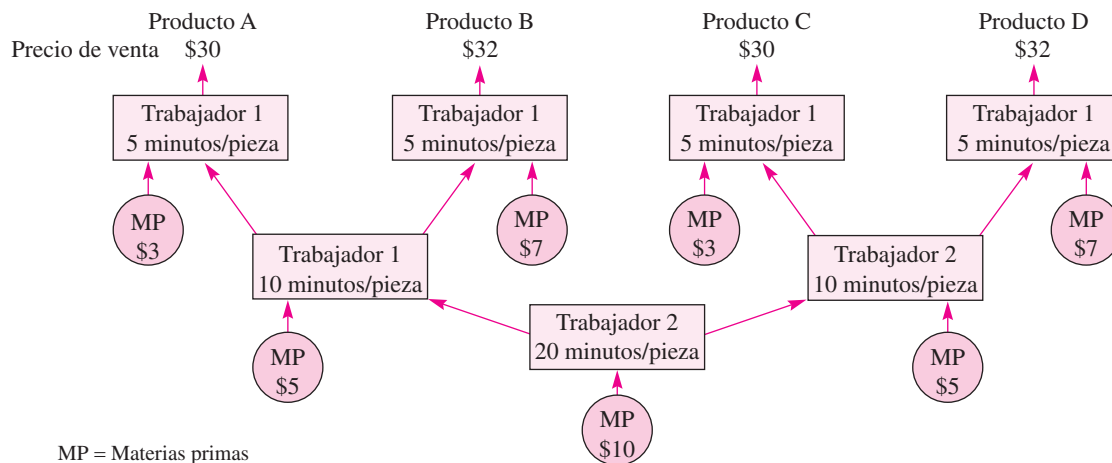 Producto A Producto B Producto C Producto D
Precio de venta $30 $32 $30 $32
Trabajador 1 Trabajador 1 Trabajador 1 Trabajador 1
5 minutos/pieza 5 minutos/pieza 5 minutos/pieza 5 minutos/pieza
MP MP MP MP
$3 $7 $3 $7
Trabajador 1 Trabajador 2
10 minutos/pieza 10 minutos/pieza
Trabajador 2
20 minutos/pieza
MP MP
$5 $5
MP
$10
MP = Materias primas